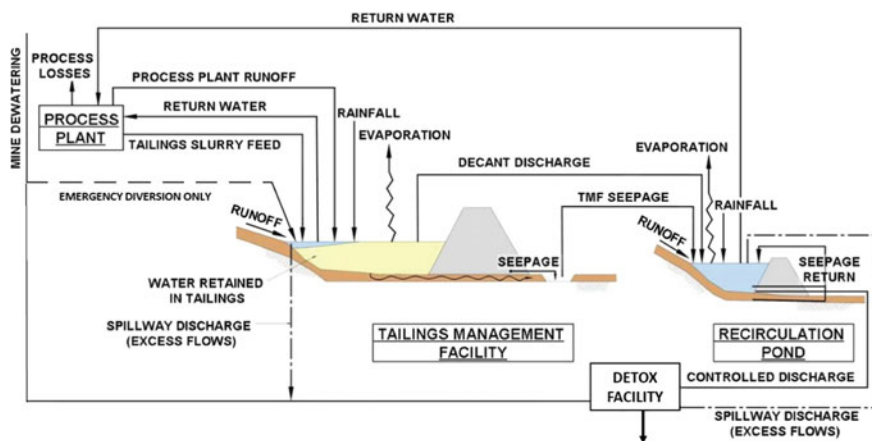 RETURN WATER
MINE DEWATERING
PROCESS
LOSSES
PROCESS PLANT RUNOFF
RETURN WATER
PROCESS
PLANT
TAILINGS SLURRY FEED
RAINFALL
EVAPORATION
DECANT DISCHARGE
EVAPORATION
EMERGENCY DIVERSION ONLY
TMF SEEPAGE
RAINFALL
RUNOFF
RUNOFF
SEEPAGE
SEEPAGE
RETURN
WATER RETAINED
IN TAILINGS
SPILLWAY DISCHARGE
(EXCESS FLOWS)
TAILINGS MANAGEMENT
FACILITY
RECIRCULATION
POND
DETOX
FACILITY
CONTROLLED DISCHARGE
SPILLWAY DISCHARGE
(EXCESS FLOWS)